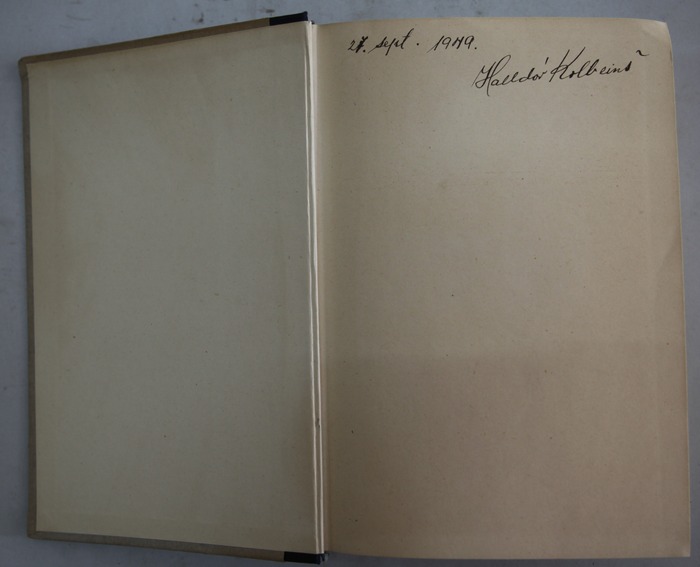 27. sept. 1949.
Halldór Kolbeins